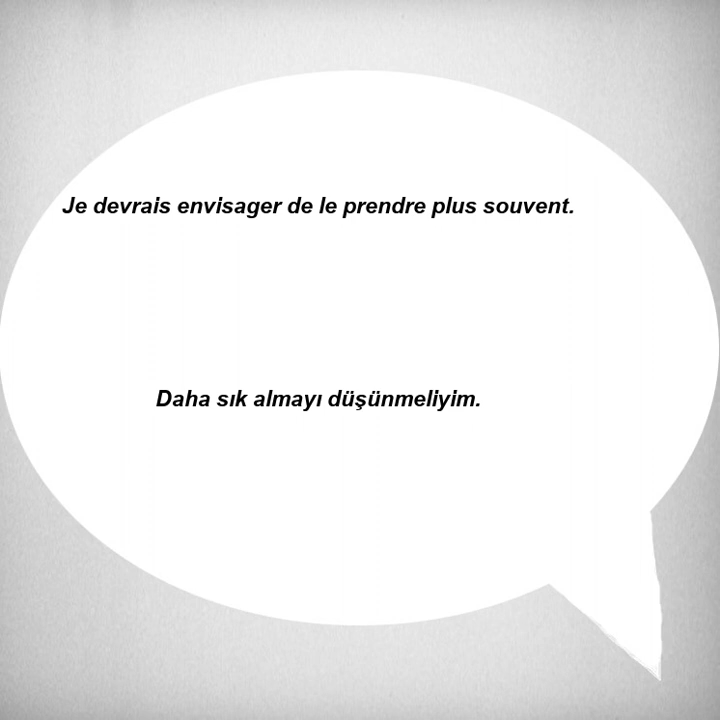 Je devrais envisager de le prendre plus souvent.
Daha sık almayı düşünmeliyim.